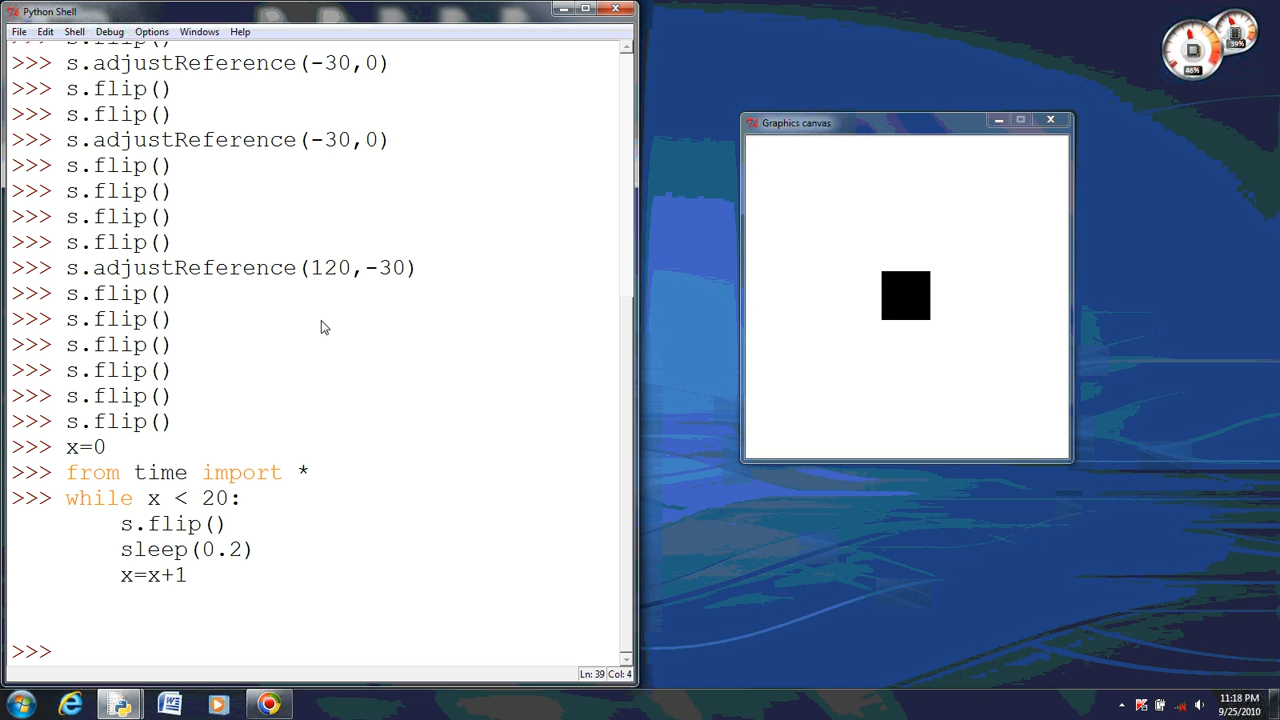 Python Shell
File Edit Shell Debug Options Windows Help
>>> s.adjustReference(-30,0)
>>> s.flip()
>>> s.flip()
>>> s.adjustReference(-30,0)
>>> s.flip()
>>> s.flip()
>>> s.flip()
>>> s.flip()
>>> s.adjustReference(120,-30)
>>> s.flip()
>>> s.flip()
>>> s.flip()
>>> s.flip()
>>> s.flip()
>>> s.flip()
>>> x=0
>>> from time import *
>>> while x < 20:
s.flip()
sleep(0.2)
x=x+1
>>>
Ln: 39 Col: 4
Graphics canvas
46%
39%
11:18 PM
9/25/2010